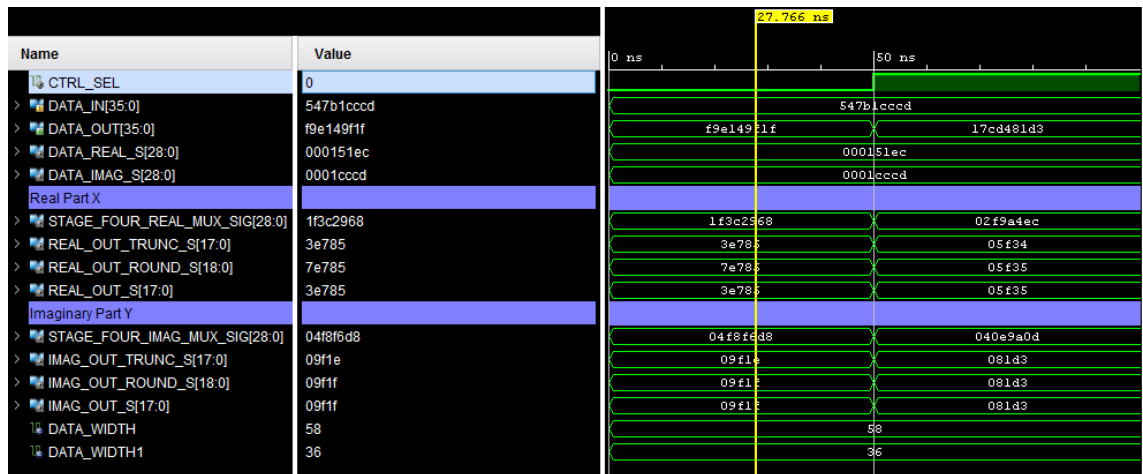 27.766 ns
Name Value 0 ns 50 ns
CTRL_SEL 0
DATA_IN[35:0] 547b1cccd 547b1cccd
DATA_OUT[35:0] f9e149f1f f9e149f1f 17cd481d3
DATA_REAL_S[28:0] 000151ec 000151ec
DATA_IMAG_S[28:0] 0001cccd 0001cccd
Real Part X
STAGE_FOUR_REAL_MUX_SIG[28:0] 1f3c2968 1f3c2968 02f9a4ec
REAL_OUT_TRUNC_S[17:0] 3e785 3e785 05f34
REAL_OUT_ROUND_S[18:0] 7e785 7e785 05f35
REAL_OUT_S[17:0] 3e785 3e785 05f35
Imaginary Part Y
STAGE_FOUR_IMAG_MUX_SIG[28:0] 04f8f6d8 04f8f6d8 040e9a0d
IMAG_OUT_TRUNC_S[17:0] 09f1e 09f1e 081d3
IMAG_OUT_ROUND_S[18:0] 09f1f 09f1f 081d3
IMAG_OUT_S[17:0] 09f1f 09f1f 081d3
DATA_WIDTH 58 58
DATA_WIDTH1 36 36